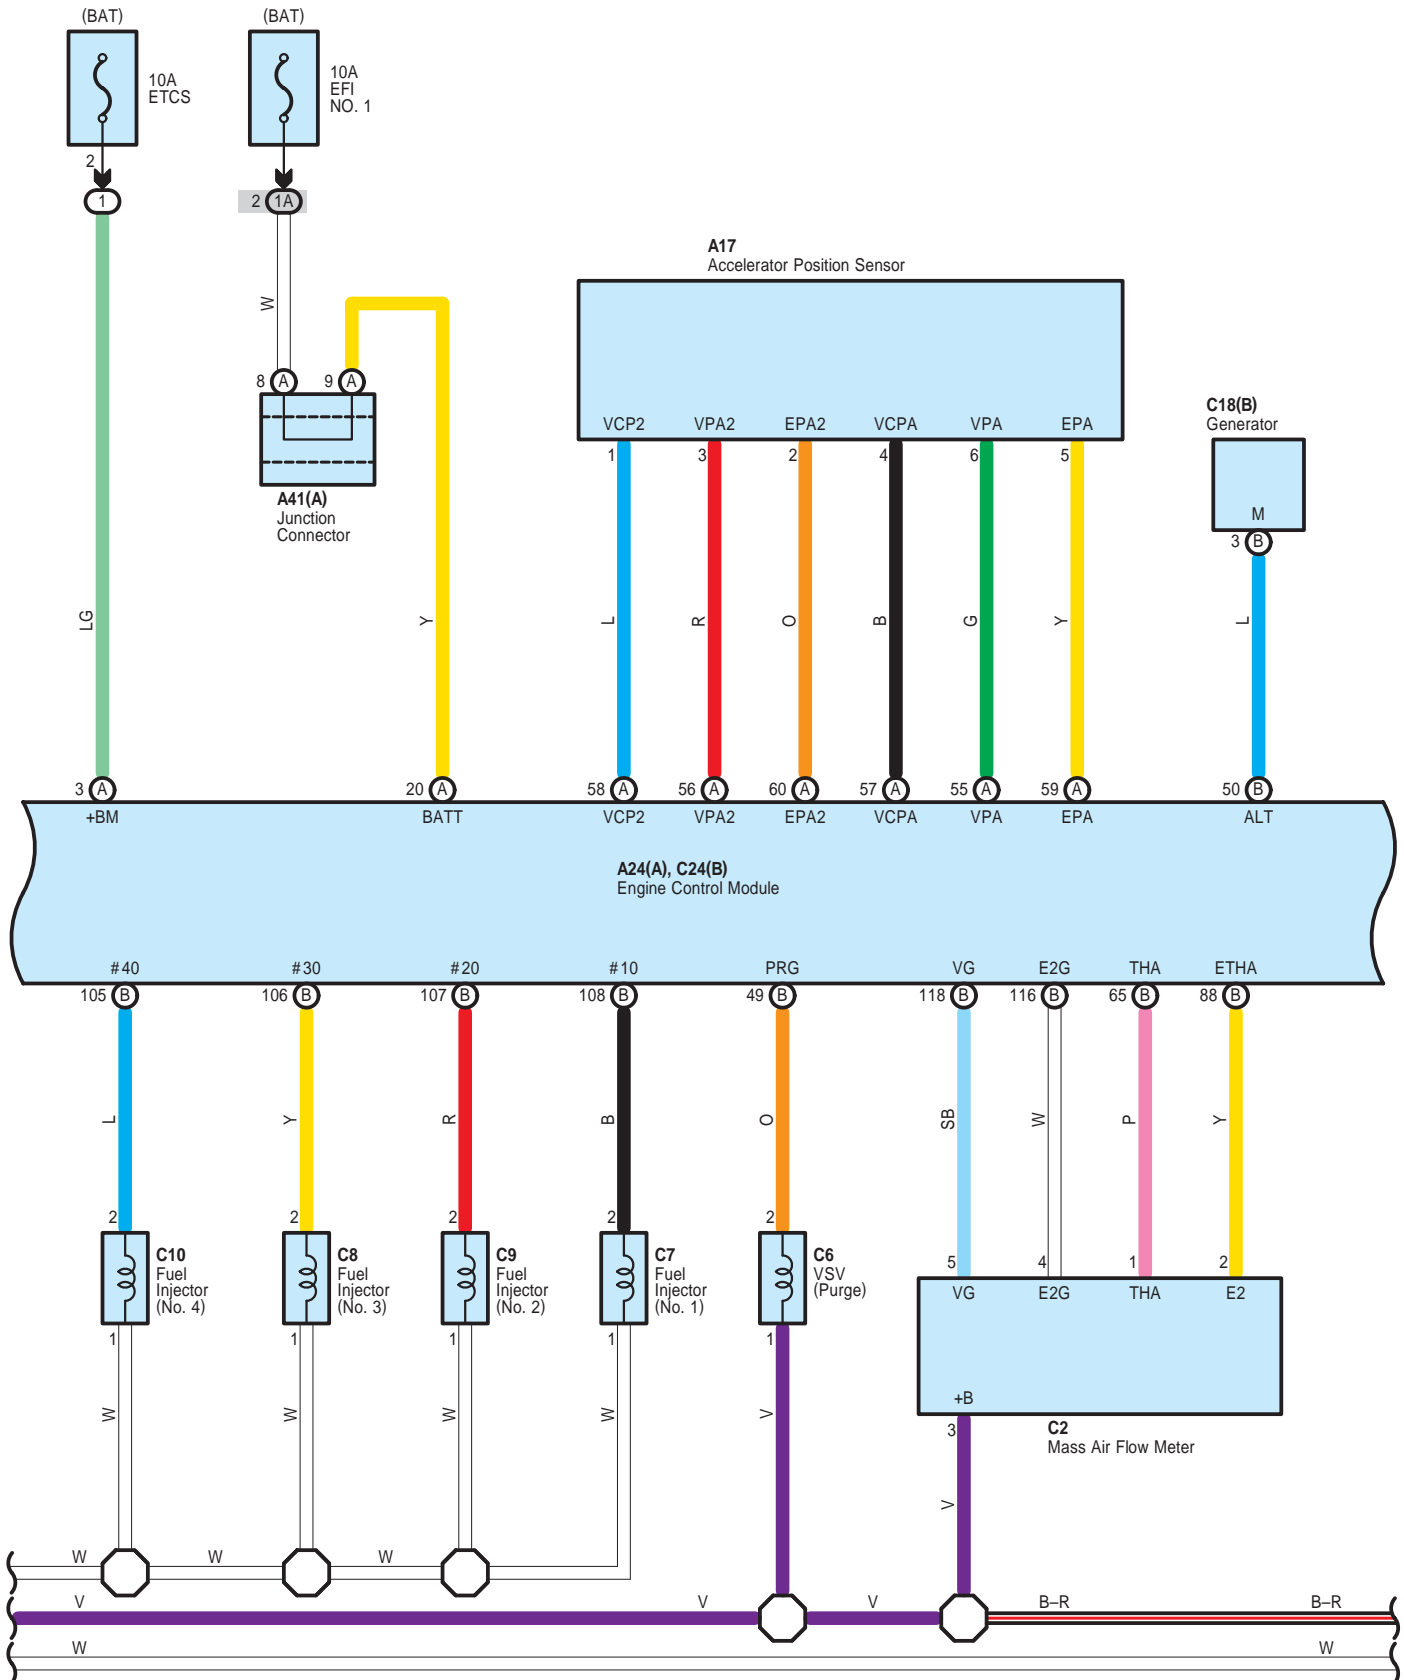 (BAT)
(BAT)
10A
ETCS
10A
EFI
NO. 1
2
1
2 1A
W
8 A
9 A
A41(A)
Junction
Connector
A17
Accelerator Position Sensor
VCP2 VPA2 EPA2 VCPA VPA EPA
1 3 2 4 6 5
C18(B)
Generator
M
3 B
LG Y L R O B G Y L
3 A 20 A 58 A 56 A 60 A 57 A 55 A 59 A 50 B
+BM BATT VCP2 VPA2 EPA2 VCPA VPA EPA ALT
A24(A), C24(B)
Engine Control Module
#40 #30 #20 #10 PRG VG E2G THA ETHA
105 B 106 B 107 B 108 B 49 B 118 B 116 B 65 B 88 B
L Y R B O SB W P Y
2 2 2 2 2
C10
Fuel
Injector
(No. 4)
C8
Fuel
Injector
(No. 3)
C9
Fuel
Injector
(No. 2)
C7
Fuel
Injector
(No. 1)
C6
VSV
(Purge)
5 4 1 2
VG E2G THA E2
1 1 1 1 1
+B
3
C2
Mass Air Flow Meter
W W W W V
V
W W W
V V V B–R B–R
W W